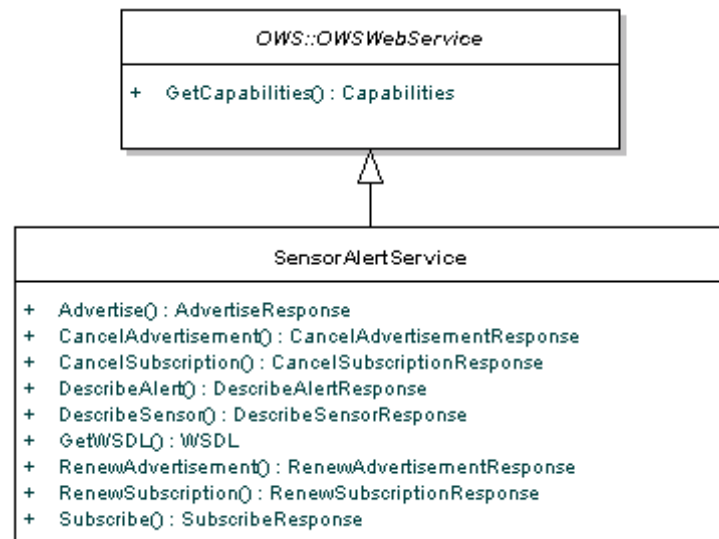 OWS::OWSWebService
+ GetCapabilities() : Capabilities
SensorAlertService
+ Advertise() : AdvertiseResponse
+ CancelAdvertisement() : CancelAdvertisementResponse
+ CancelSubscription() : CancelSubscriptionResponse
+ DescribeAlert() : DescribeAlertResponse
+ DescribeSensor() : DescribeSensorResponse
+ GetWSDL() : WSDL
+ RenewAdvertisement() : RenewAdvertisementResponse
+ RenewSubscription() : RenewSubscriptionResponse
+ Subscribe() : SubscribeResponse